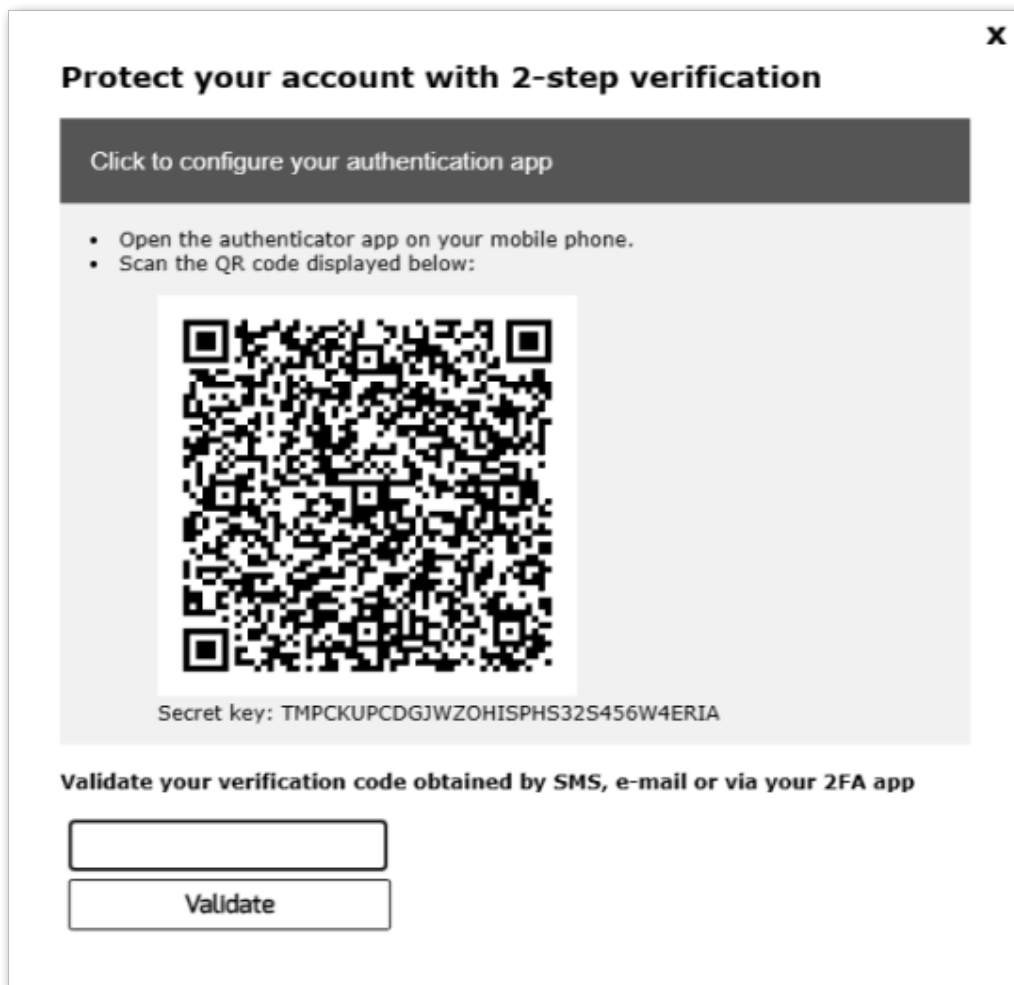 x
Protect your account with 2-step verification
Click to configure your authentication app
• Open the authenticator app on your mobile phone.
• Scan the QR code displayed below:
Secret key: TMPCKUPCDGJWZOHISPHS32S456W4ERIA
Validate your verification code obtained by SMS, e-mail or via your 2FA app
Validate